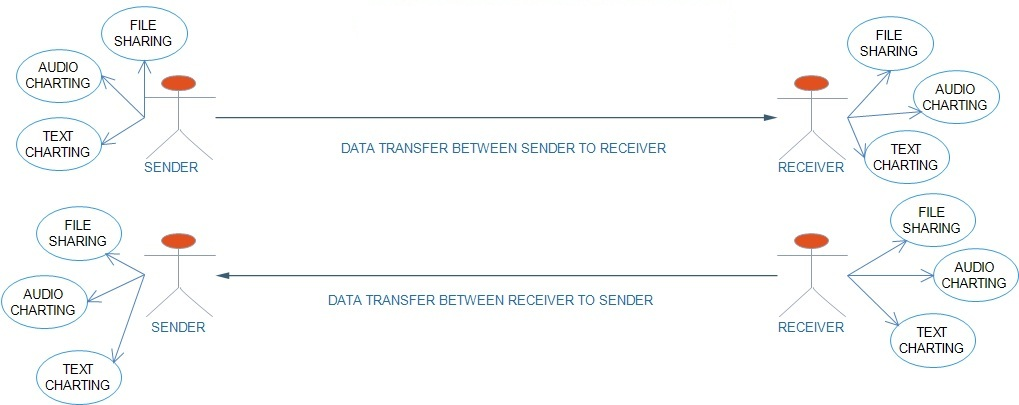 FILE
SHARING
AUDIO
CHARTING
TEXT
CHARTING
SENDER
DATA TRANSFER BETWEEN SENDER TO RECEIVER
FILE
SHARING
AUDIO
CHARTING
TEXT
CHARTING
RECEIVER
FILE
SHARING
AUDIO
CHARTING
TEXT
CHARTING
SENDER
DATA TRANSFER BETWEEN RECEIVER TO SENDER
FILE
SHARING
AUDIO
CHARTING
TEXT
CHARTING
RECEIVER